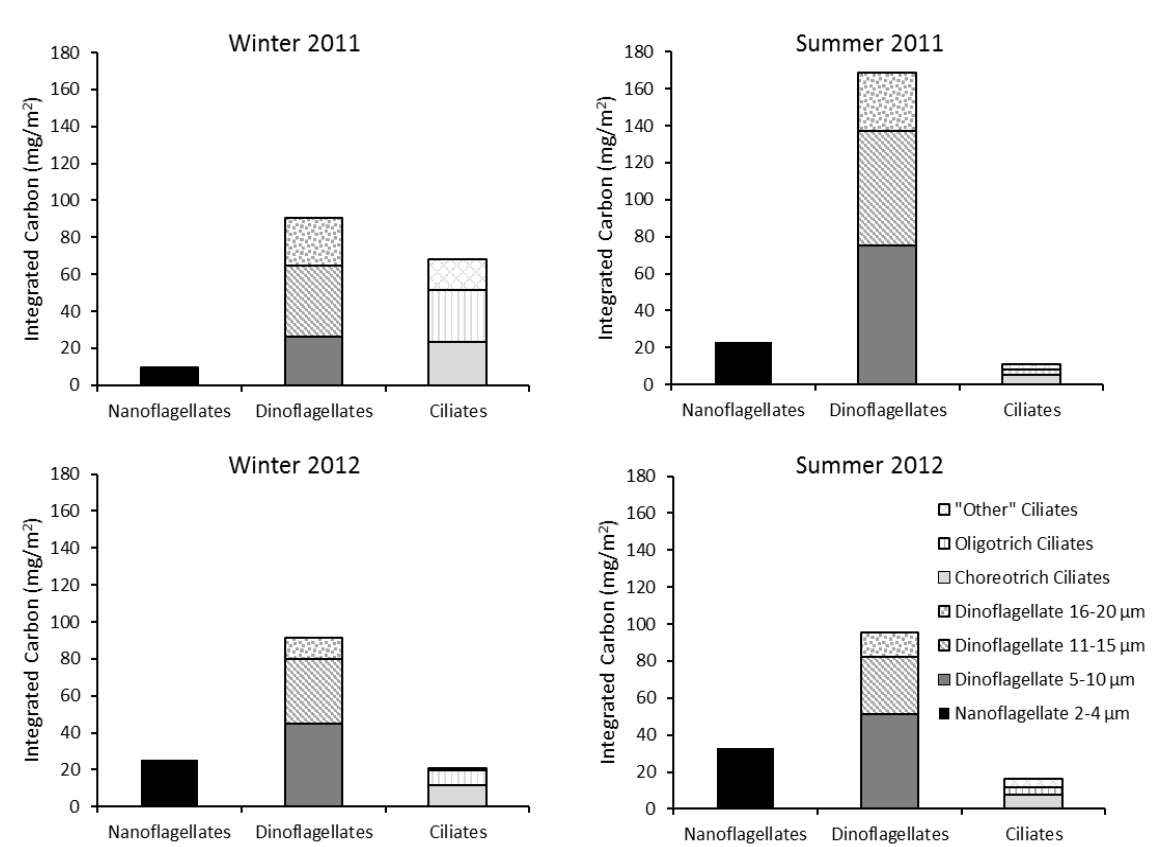 Winter 2011
Integrated Carbon (mg/m²)
180
160
140
120
100
80
60
40
20
0
Nanoflagellates Dinoflagellates Ciliates
Summer 2011
Integrated Carbon (mg/m²)
180
160
140
120
100
80
60
40
20
0
Nanoflagellates Dinoflagellates Ciliates
Winter 2012
Integrated Carbon (mg/m²)
180
160
140
120
100
80
60
40
20
0
Nanoflagellates Dinoflagellates Ciliates
Summer 2012
Integrated Carbon (mg/m²)
180
160
140
120
100
80
60
40
20
0
Nanoflagellates Dinoflagellates Ciliates
"Other" Ciliates
Oligotrich Ciliates
Choreotrich Ciliates
Dinoflagellate 16-20 µm
Dinoflagellate 11-15 µm
Dinoflagellate 5-10 µm
Nanoflagellate 2-4 µm